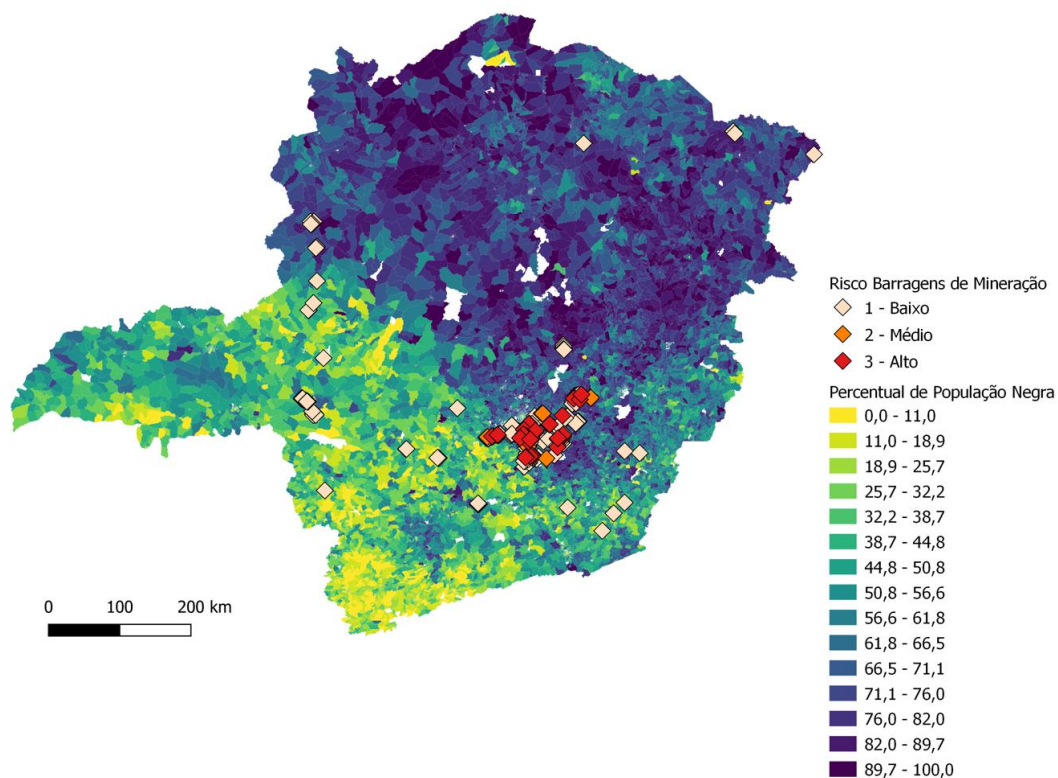 Risco Barragens de Mineração
1 - Baixo
2 - Médio
3 - Alto
Percentual de População Negra
0,0 - 11,0
11,0 - 18,9
18,9 - 25,7
25,7 - 32,2
32,2 - 38,7
38,7 - 44,8
44,8 - 50,8
50,8 - 56,6
56,6 - 61,8
61,8 - 66,5
66,5 - 71,1
71,1 - 76,0
76,0 - 82,0
82,0 - 89,7
89,7 - 100,0
0 100 200 km